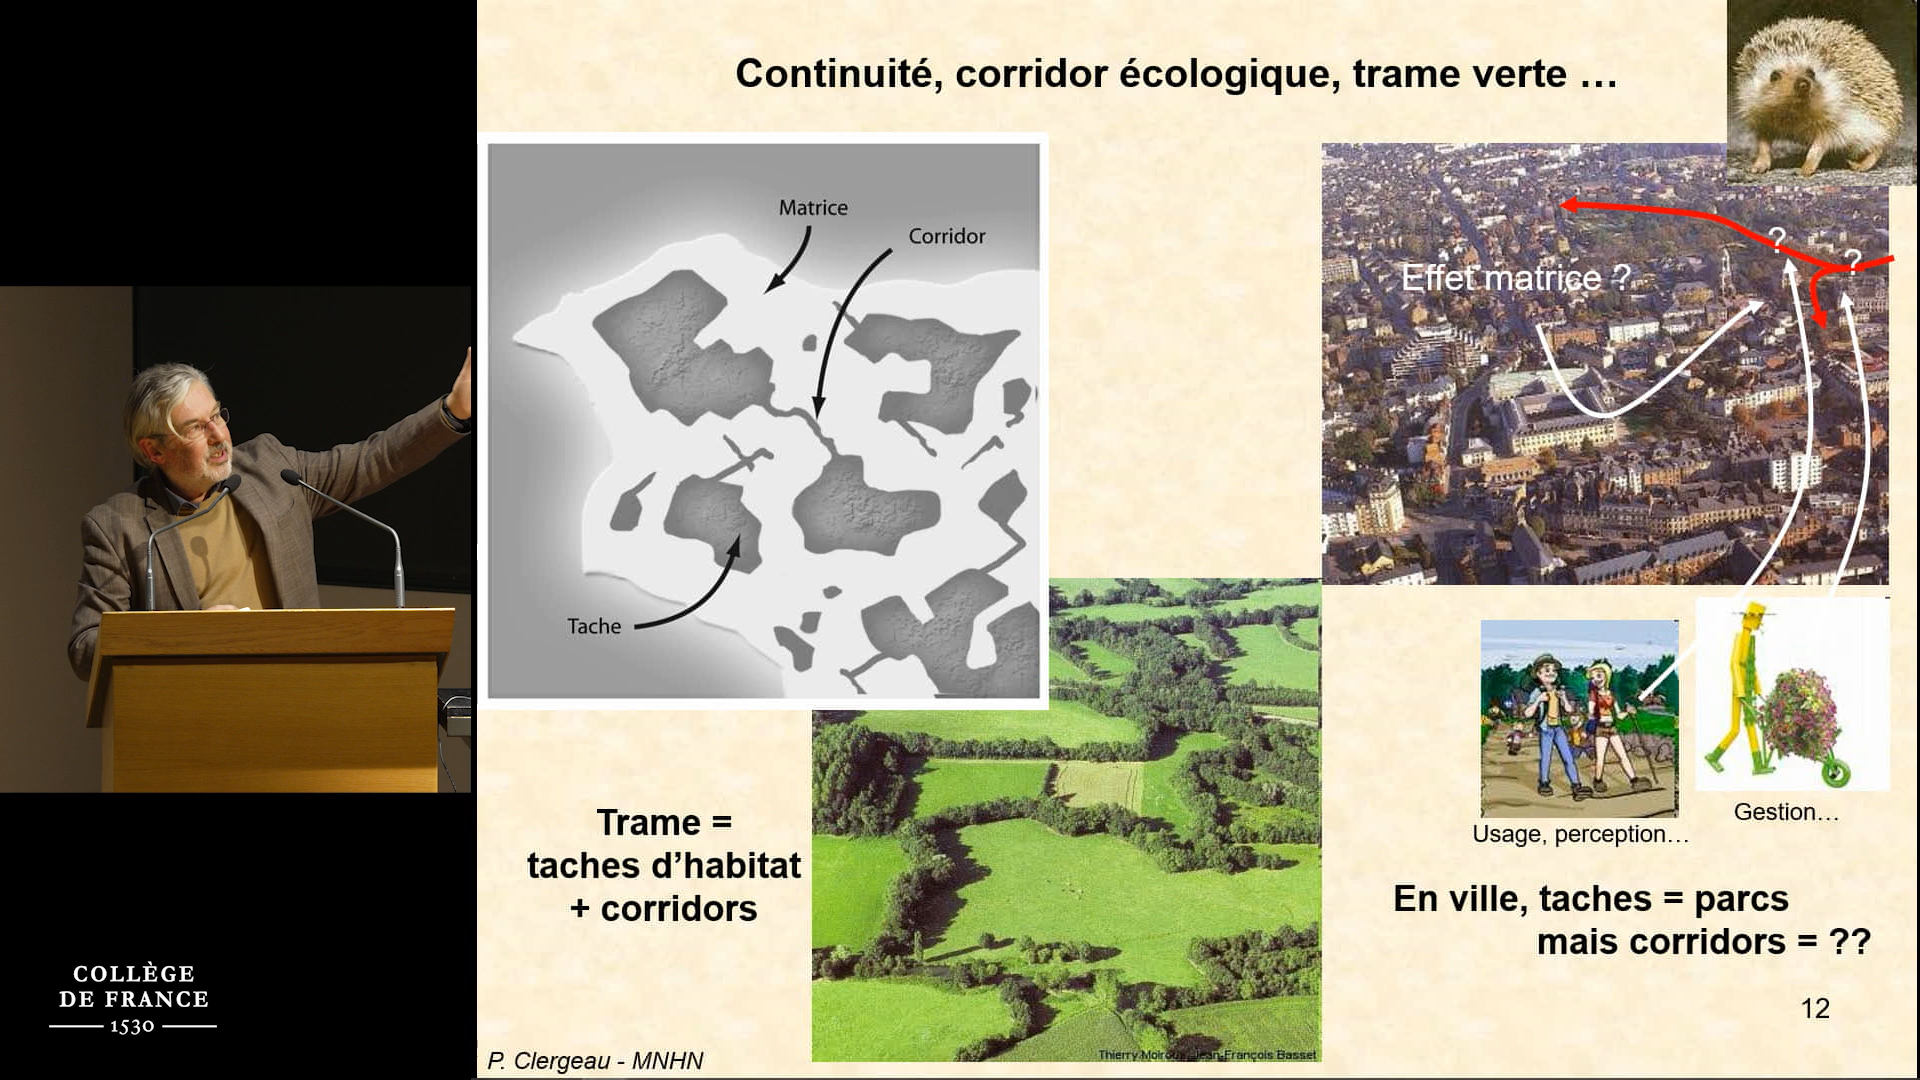 Continuité, corridor écologique, trame verte …
Matrice
Corridor
Tache
Effet matrice ?
?
?
Usage, perception…
Gestion…
Trame =
taches d’habitat
+ corridors
En ville, taches = parcs
mais corridors = ??
12
Thierry Moiroux Jean-François Basset
P. Clergeau - MNHN
COLLÈGE
DE FRANCE
1530